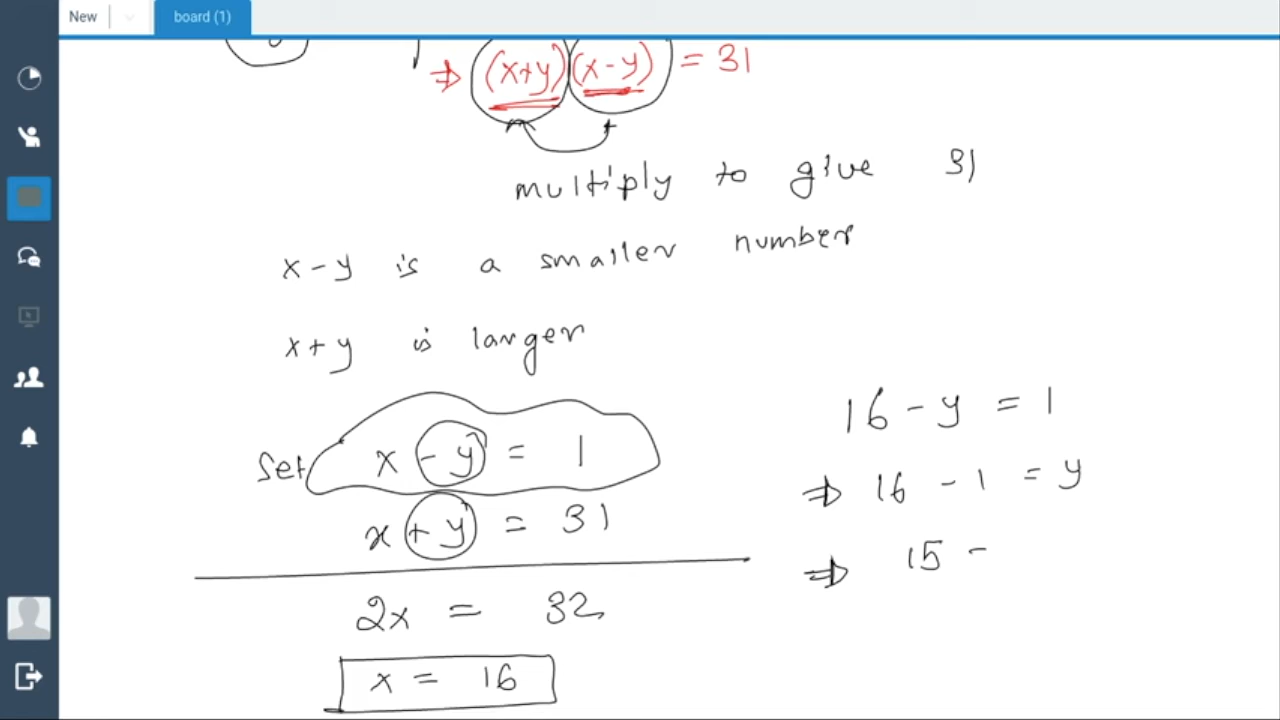 New
board (1)
⇒ (x+y)(x-y) = 31
multiply to give 31
x-y is a smaller number
x+y is larger
Set x -y = 1
x + y = 31
2x = 32
x = 16
16 - y = 1
⇒ 16 - 1 = y
⇒ 15 -